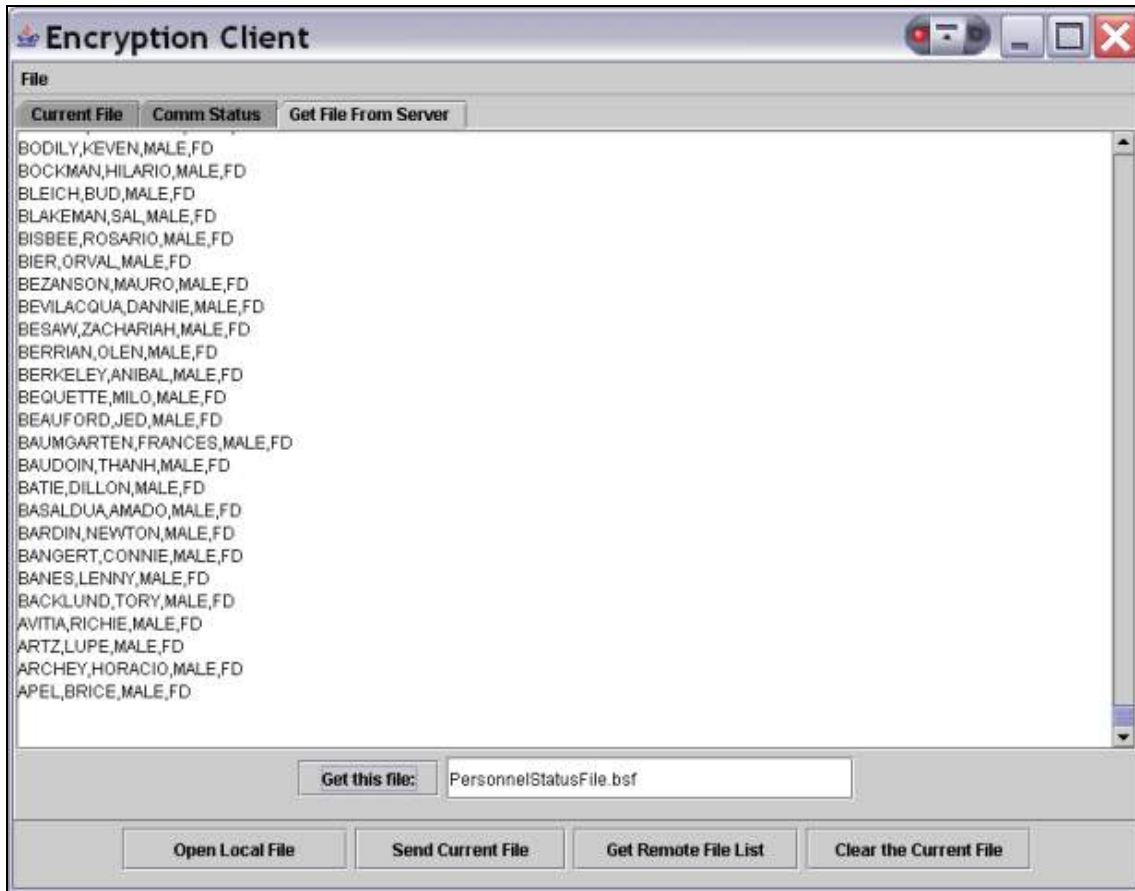 Encryption Client
File
Current File Comm Status Get File From Server
BODILY,KEVEN,MALE,FD
BOCKMAN,HILARIO,MALE,FD
BLEICH,BUD,MALE,FD
BLAKEMAN,SAL,MALE,FD
BISBEE,ROSARIO,MALE,FD
BIER,ORVAL,MALE,FD
BEZANSON,MAURO,MALE,FD
BEVILACQUA,DANNIE,MALE,FD
BESAW,ZACHARIAH,MALE,FD
BERRIAN,OLEN,MALE,FD
BERKELEY,ANIBAL,MALE,FD
BEQUETTE,MILO,MALE,FD
BEAUFORD,JED,MALE,FD
BAUMGARTEN,FRANCES,MALE,FD
BAUDOIN,THANH,MALE,FD
BATIE,DILLON,MALE,FD
BASALDUA,AMADO,MALE,FD
BARDIN,NEWTON,MALE,FD
BANGERT,CONNIE,MALE,FD
BANES,LENNY,MALE,FD
BACKLUND,TORY,MALE,FD
AVITIA,RICHIE,MALE,FD
ARTZ,LUPE,MALE,FD
ARCHEY,HORACIO,MALE,FD
APEL,BRICE,MALE,FD
Get this file: PersonnelStatusFile.bsf
Open Local File Send Current File Get Remote File List Clear the Current File